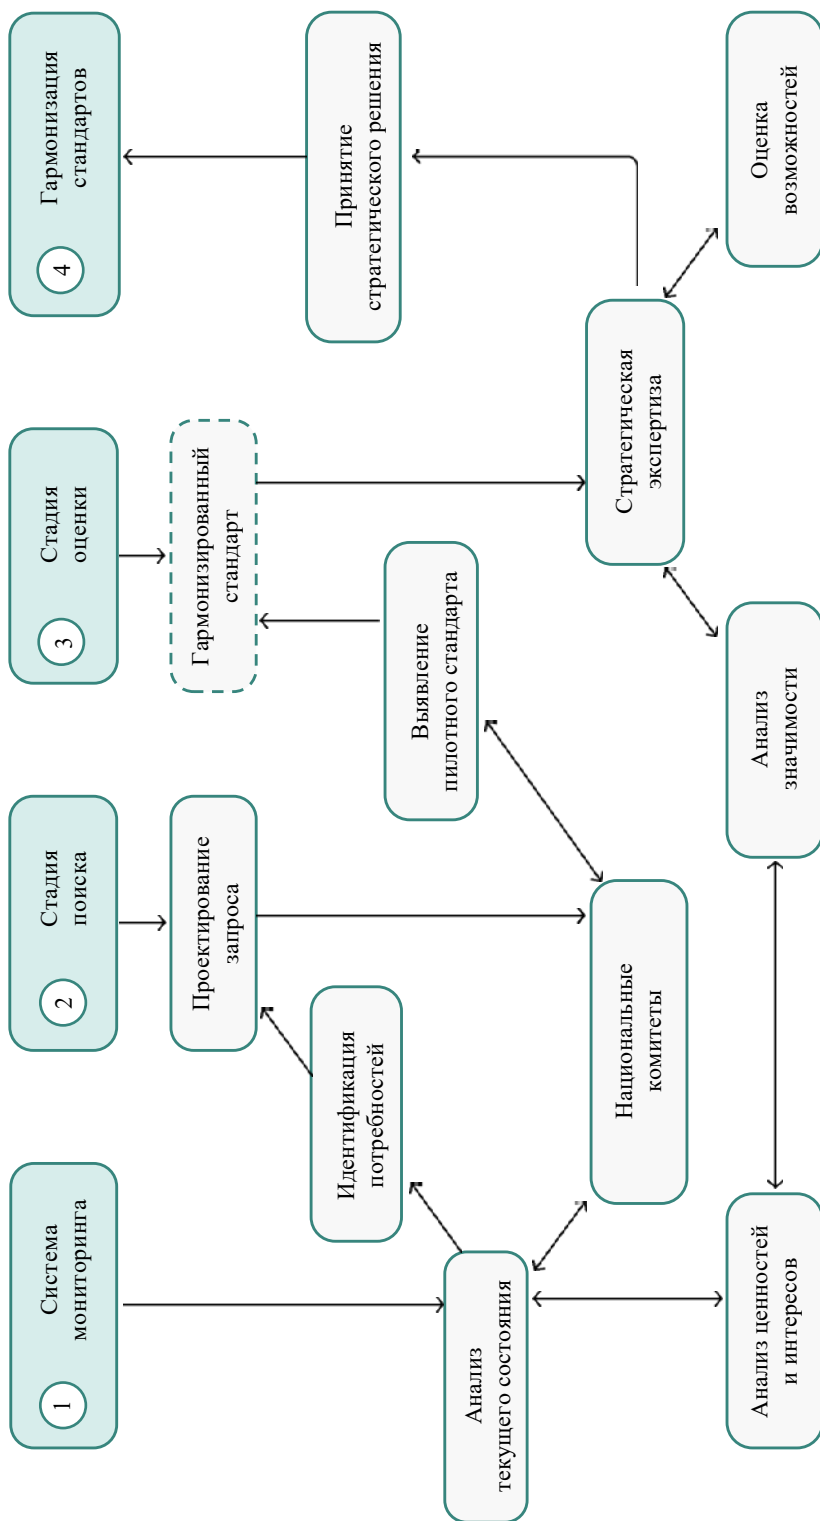 1
Система
мониторинга
2
Стадия
поиска
3
Стадия
оценки
4
Гармонизация
стандартов
Проектирование
запроса
Гармонизированный
стандарт
Идентификация
потребностей
Принятие
стратегического решения
Выявление
пилотного стандарта
Анализ
текущего состояния
Национальные
комитеты
Стратегическая
экспертиза
Анализ ценностей
и интересов
Анализ
значимости
Оценка
возможностей